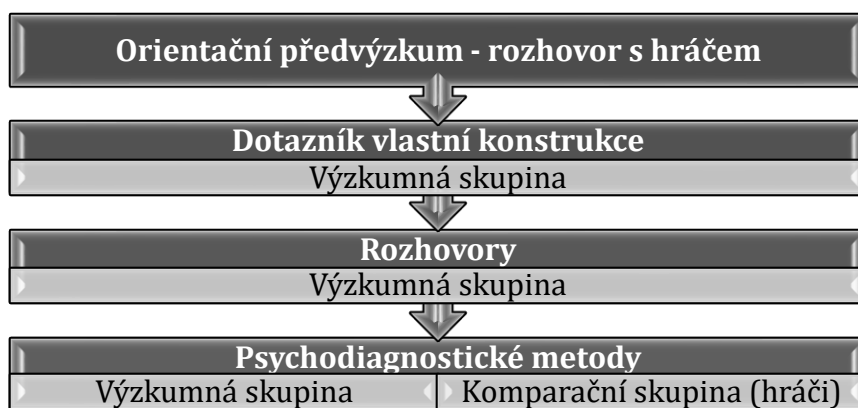 Orientační předvýzkum - rozhovor s hráčem
Dotazník vlastní konstrukce
Výzkumná skupina
Rozhovory
Výzkumná skupina
Psychodiagnostické metody
Výzkumná skupina
Komparační skupina (hráči)